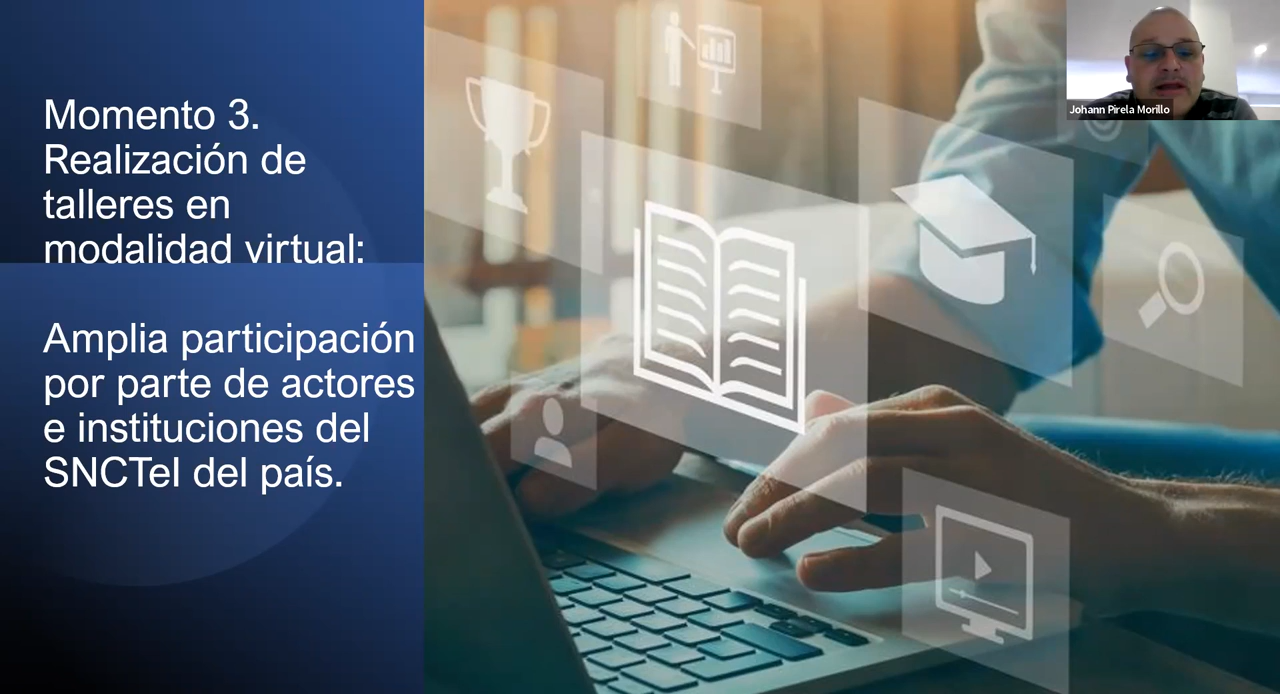 Momento 3.
Realización de
talleres en
modalidad virtual:
Amplia participación
por parte de actores
e instituciones del
SNCTeI del país.
Johann Pirela Morillo